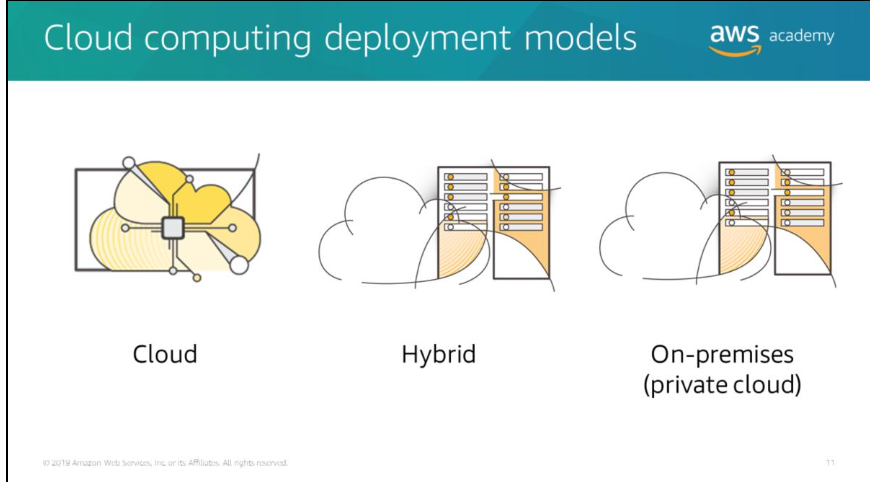 Cloud computing deployment models
aws academy
Cloud
Hybrid
On-premises
(private cloud)
© 2019 Amazon Web Services, Inc. or its Affiliates. All rights reserved.
11